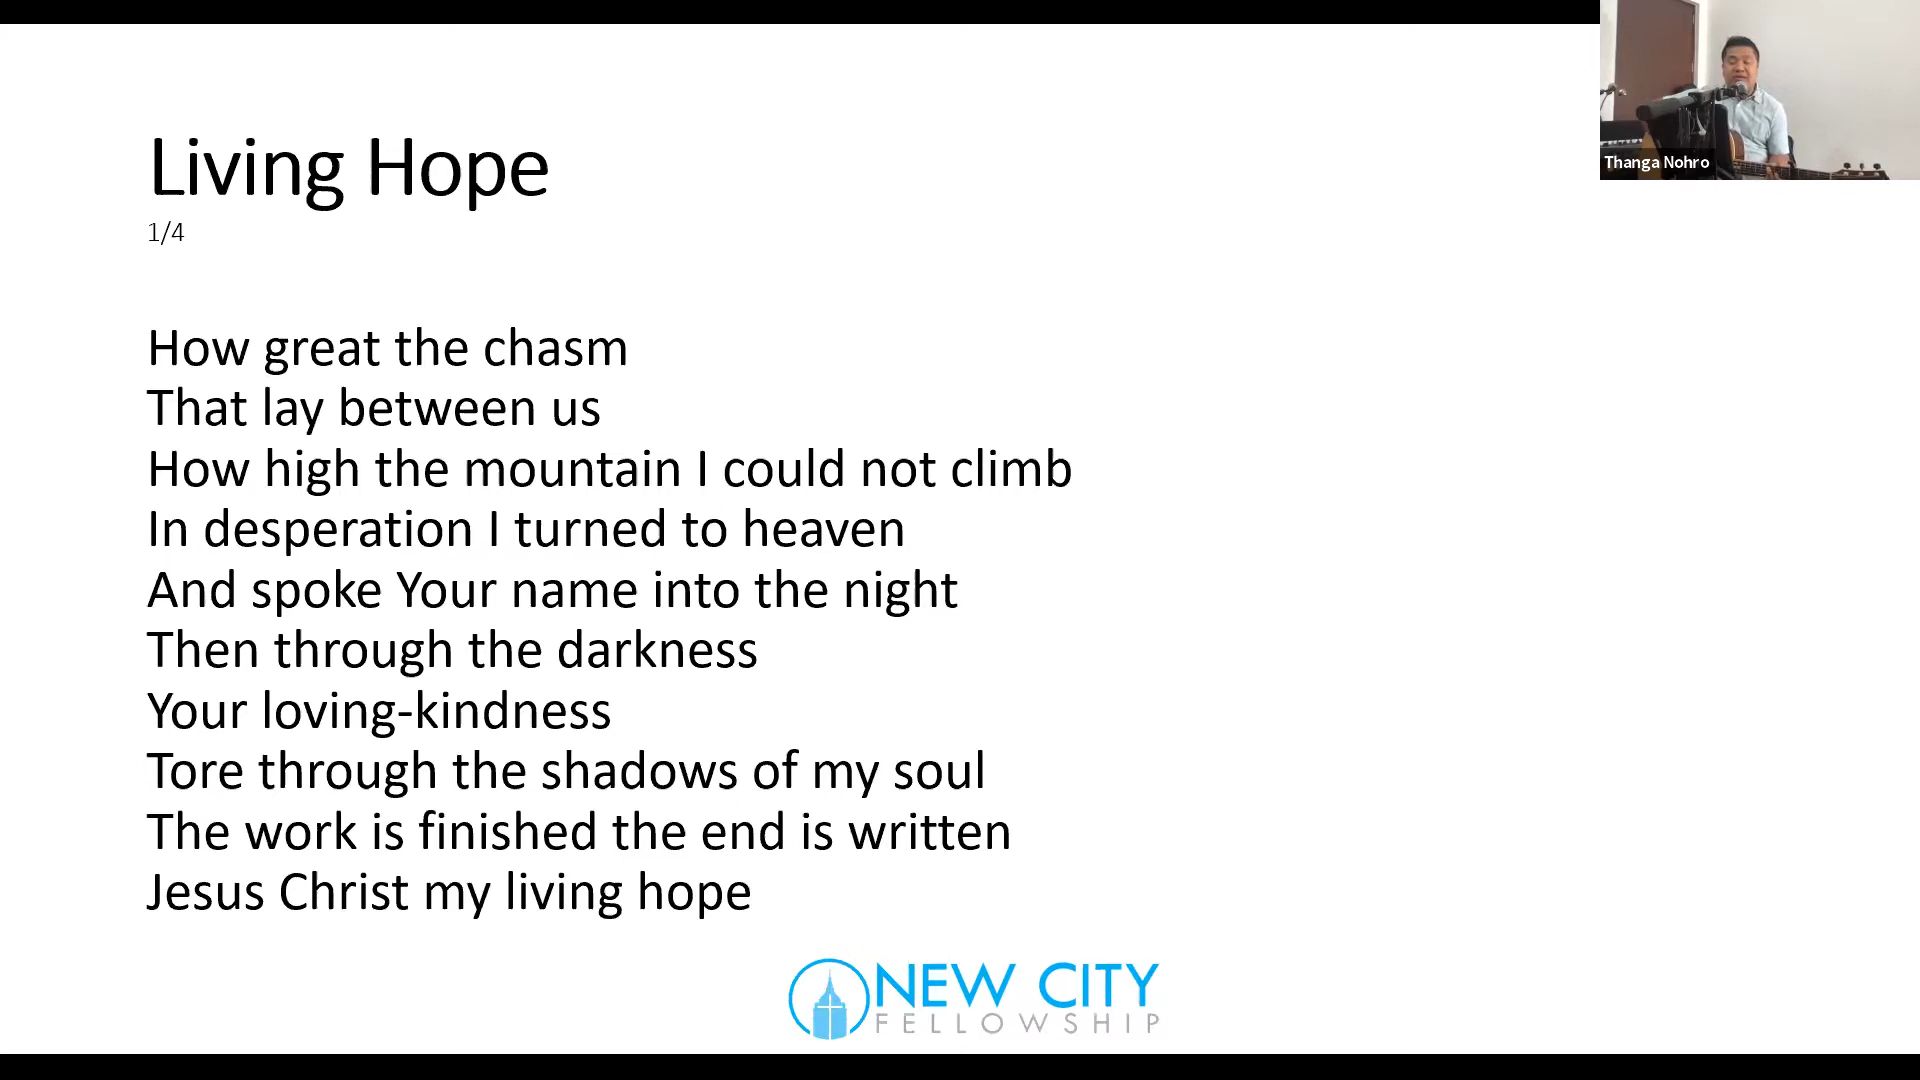 Living Hope
1/4
How great the chasm
That lay between us
How high the mountain I could not climb
In desperation I turned to heaven
And spoke Your name into the night
Then through the darkness
Your loving-kindness
Tore through the shadows of my soul
The work is finished the end is written
Jesus Christ my living hope
NEW CITY
FELLOWSHIP
Thanga Nohro